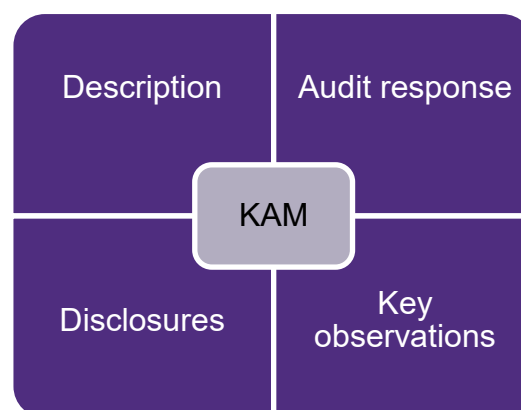 Description
Audit response
KAM
Disclosures
Key
observations